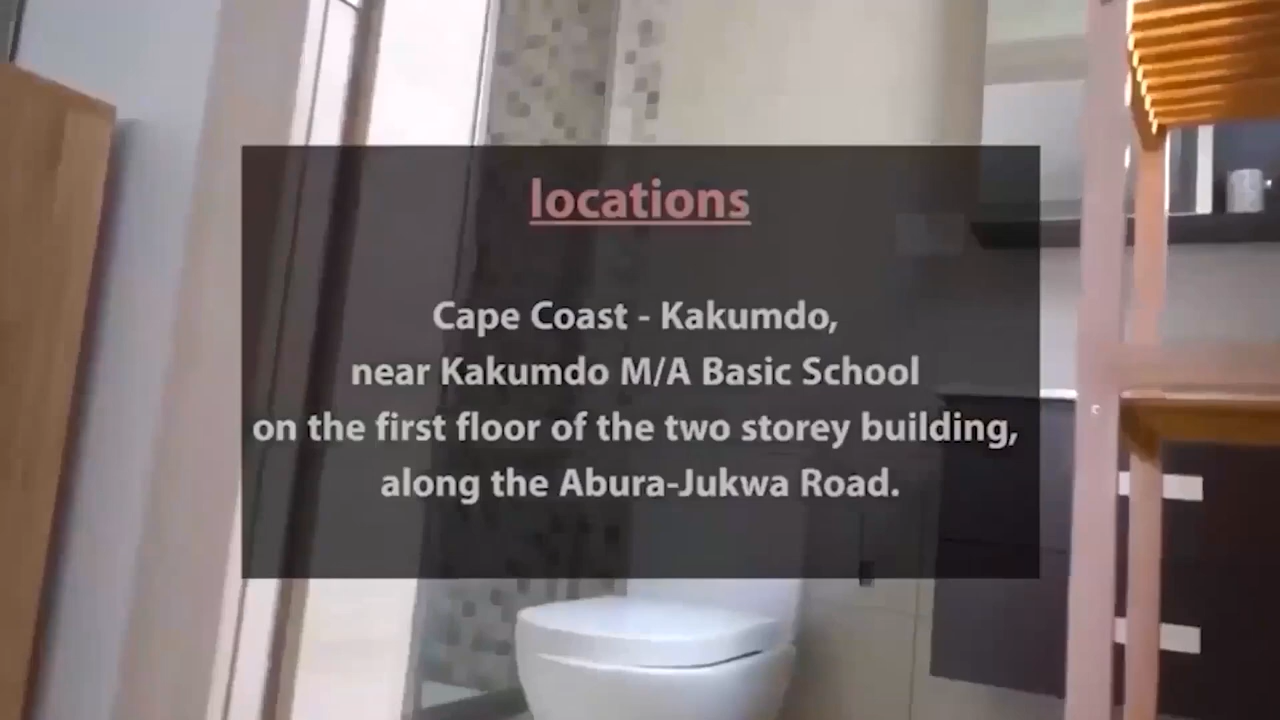 locations
Cape Coast - Kakumdo,
near Kakumdo M/A Basic School
on the first floor of the two storey building,
along the Abura-Jukwa Road.